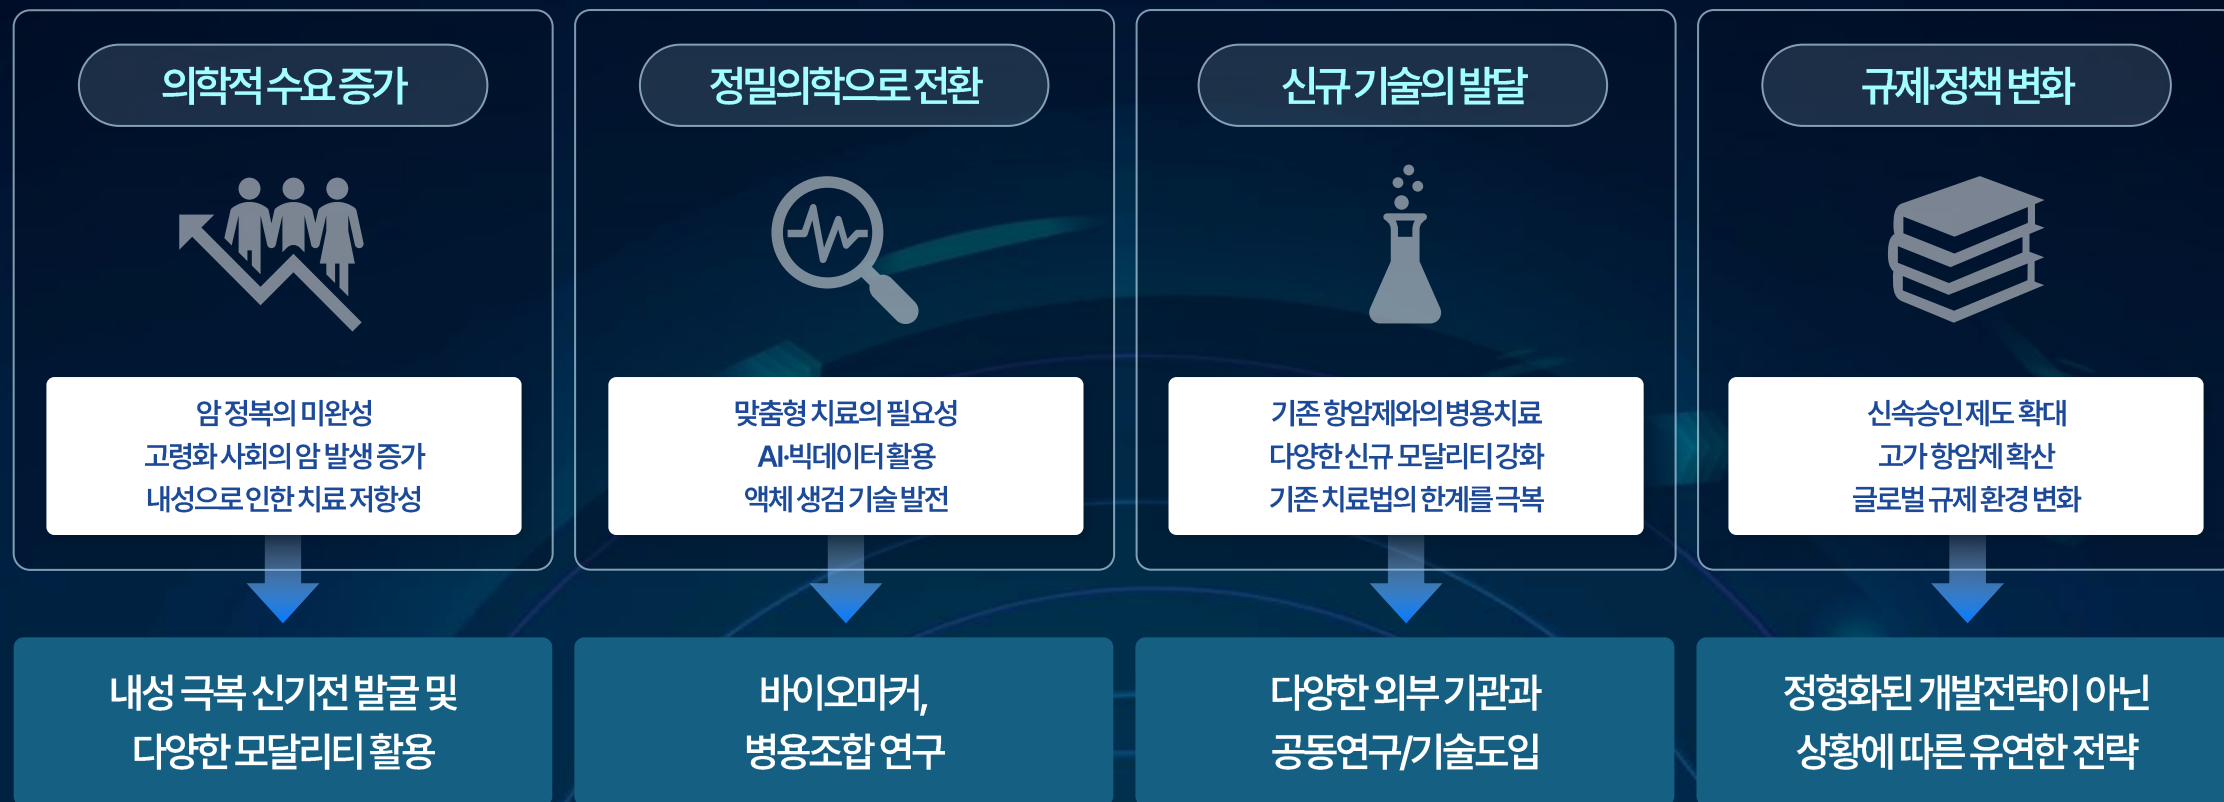 의학적 수요 증가
암 정복의 미완성
고령화 사회의 암 발생 증가
내성으로 인한 치료 저항성
내성 극복 신기전 발굴 및
다양한 모달리티 활용
정밀의학으로 전환
맞춤형 치료의 필요성
AI·빅데이터 활용
액체 생검 기술 발전
바이오마커,
병용조합 연구
신규 기술의 발달
기존 항암제와의 병용치료
다양한 신규 모달리티 강화
기존 치료법의 한계를 극복
다양한 외부 기관과
공동연구/기술도입
규제·정책 변화
신속승인 제도 확대
고가 항암제 확산
글로벌 규제 환경 변화
정형화된 개발전략이 아닌
상황에 따른 유연한 전략